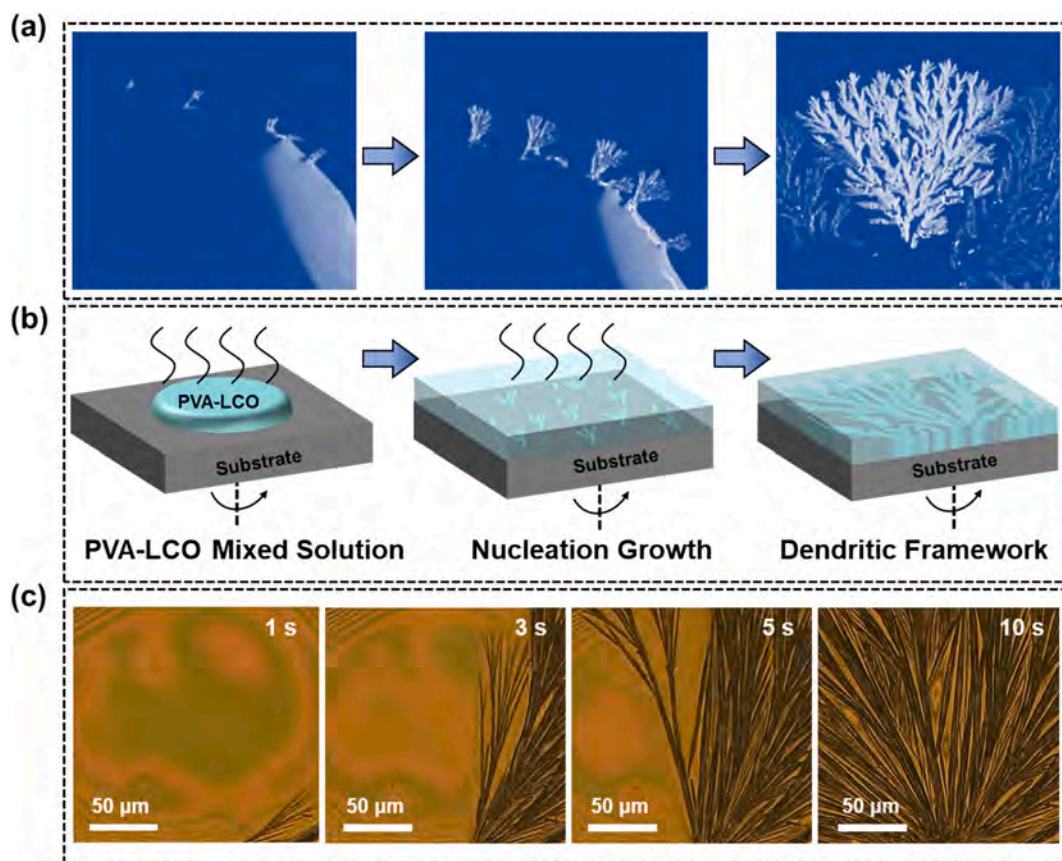 (a)
(b)
PVA-LCO
Substrate
Substrate
Substrate
PVA-LCO Mixed Solution
Nucleation Growth
Dendritic Framework
(c)
1 s
3 s
5 s
10 s
50 μm
50 μm
50 μm
50 μm